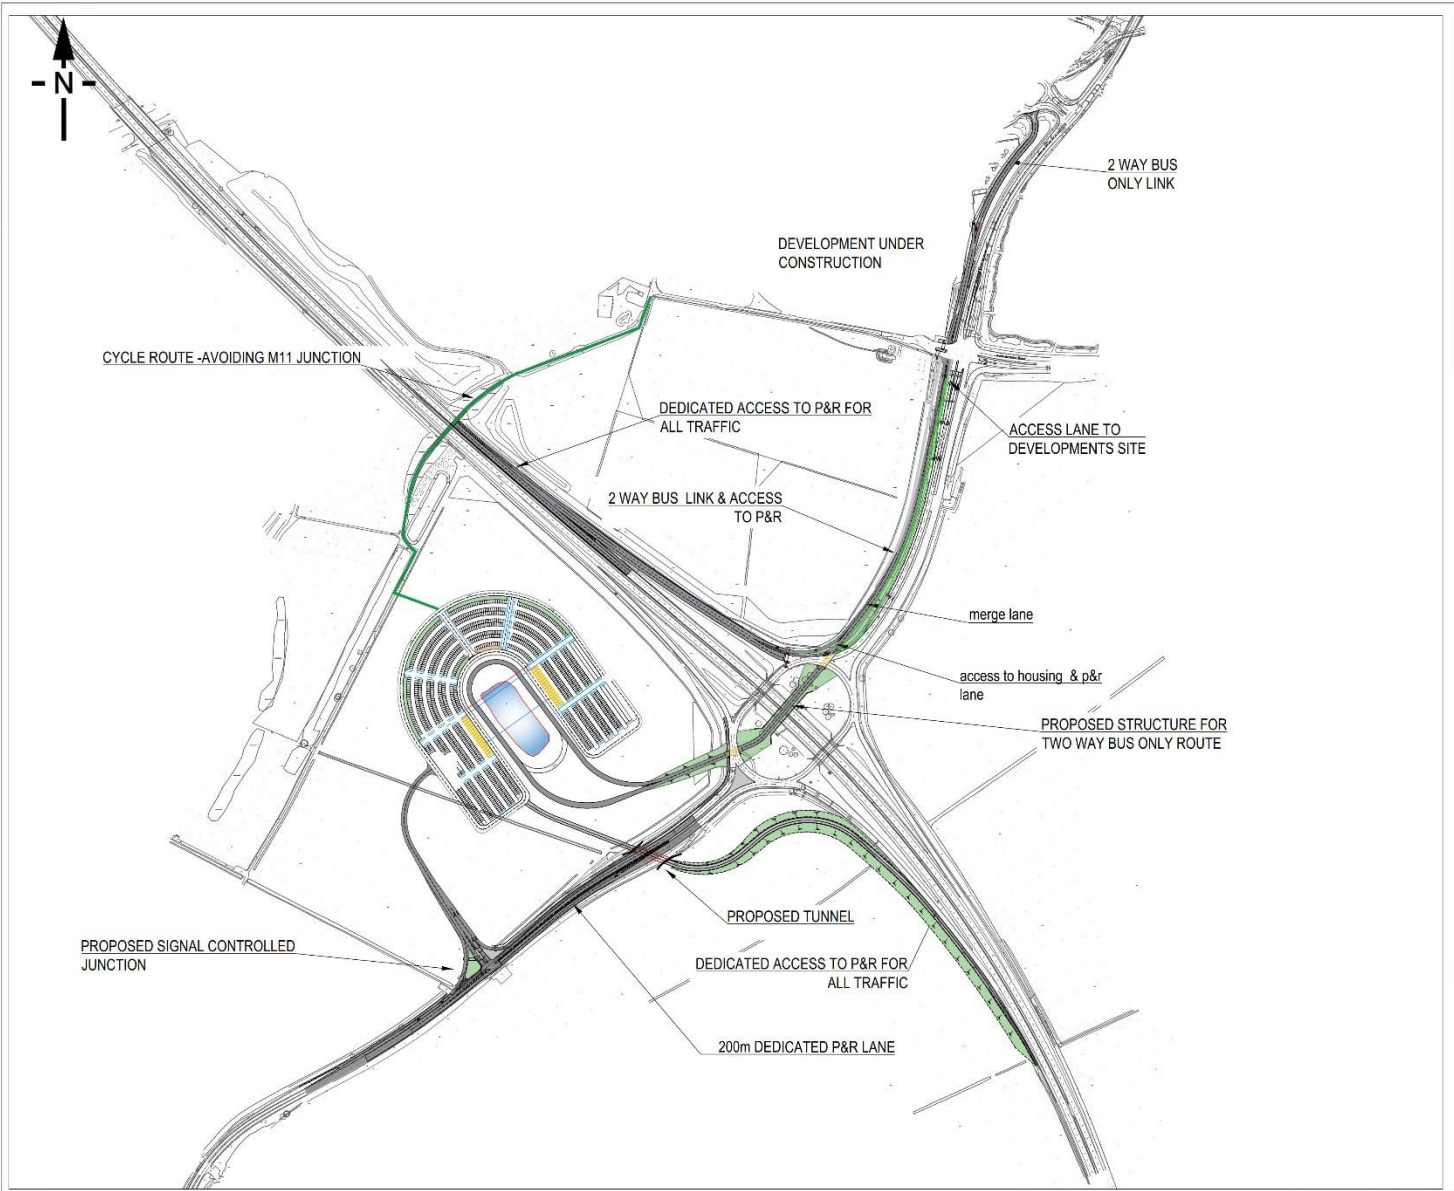 - N -
2 WAY BUS
ONLY LINK
DEVELOPMENT UNDER
CONSTRUCTION
CYCLE ROUTE -AVOIDING M11 JUNCTION
DEDICATED ACCESS TO P&R FOR
ALL TRAFFIC
ACCESS LANE TO
DEVELOPMENTS SITE
2 WAY BUS LINK & ACCESS
TO P&R
merge lane
access to housing & p&r
lane
PROPOSED STRUCTURE FOR
TWO WAY BUS ONLY ROUTE
PROPOSED TUNNEL
PROPOSED SIGNAL CONTROLLED
JUNCTION
DEDICATED ACCESS TO P&R FOR
ALL TRAFFIC
200m DEDICATED P&R LANE